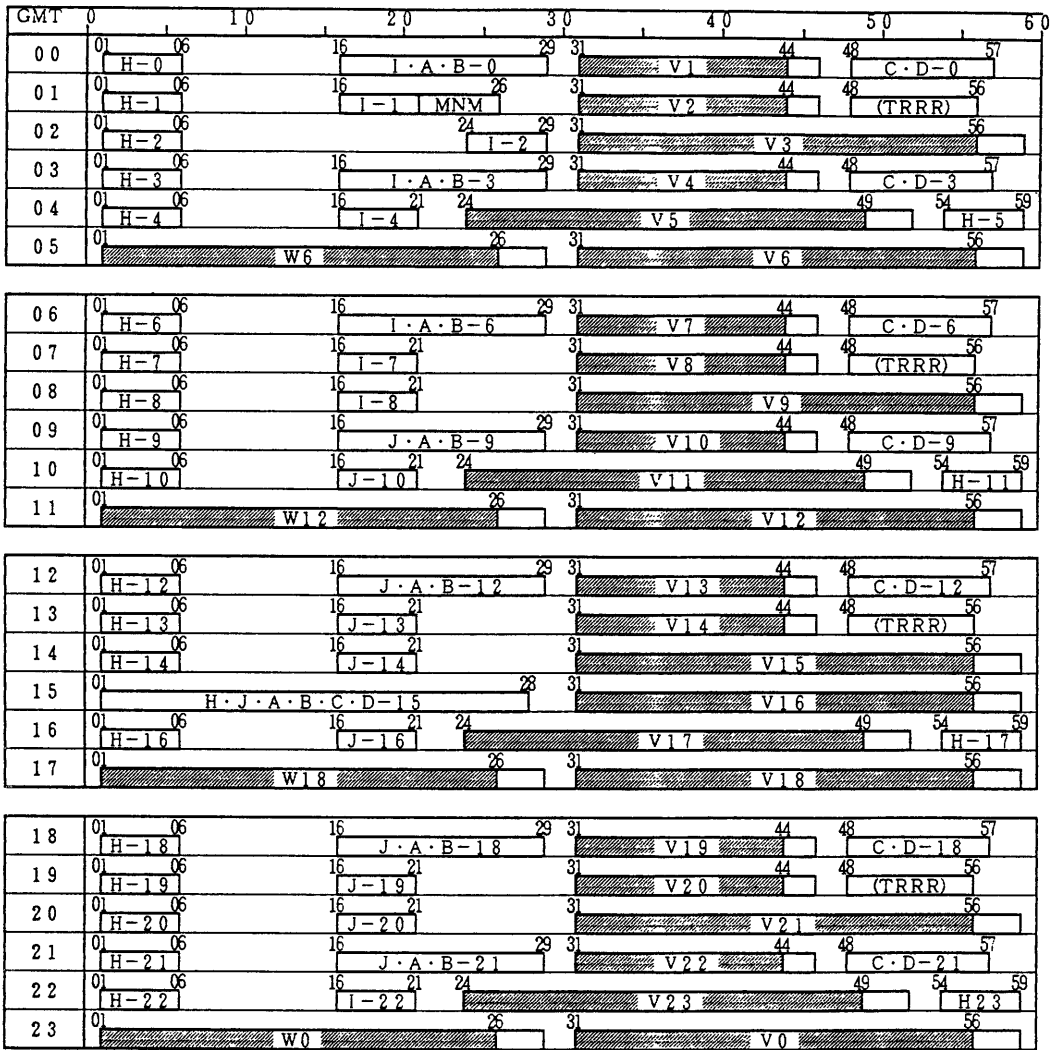 GMT 0 10 20 30 40 50 60
00 01 H-0 06 16 I·A·B-0 29 31 V1 44 48 C·D-0 57
01 01 H-1 06 16 I-1 MNM 26 31 V2 44 48 (TRRR) 56
02 01 H-2 06 24 I-2 29 31 V3 56
03 01 H-3 06 16 I·A·B-3 29 31 V4 44 48 C·D-3 57
04 01 H-4 06 16 I-4 21 24 V5 49 54 H-5 59
05 01 W6 26 31 V6 56
06 01 H-6 06 16 I·A·B-6 29 31 V7 44 48 C·D-6 57
07 01 H-7 06 16 I-7 21 31 V8 44 48 (TRRR) 56
08 01 H-8 06 16 I-8 21 31 V9 56
09 01 H-9 06 16 J·A·B-9 29 31 V10 44 48 C·D-9 57
10 01 H-10 06 16 J-10 21 24 V11 49 54 H-11 59
11 01 W12 26 31 V12 56
12 01 H-12 06 16 J·A·B-12 29 31 V13 44 48 C·D-12 57
13 01 H-13 06 16 J-13 21 31 V14 44 48 (TRRR) 56
14 01 H-14 06 16 J-14 21 31 V15 56
15 01 H·J·A·B·C·D-15 28 31 V16 56
16 01 H-16 06 16 J-16 21 24 V17 49 54 H-17 59
17 01 W18 26 31 V18 56
18 01 H-18 06 16 J·A·B-18 29 31 V19 44 48 C·D-18 57
19 01 H-19 06 16 J-19 21 31 V20 44 48 (TRRR) 56
20 01 H-20 06 16 J-20 21 31 V21 56
21 01 H-21 06 16 J·A·B-21 29 31 V22 44 48 C·D-21 57
22 01 H-22 06 16 I-22 21 24 V23 49 54 H23 59
23 01 W0 26 31 V0 56